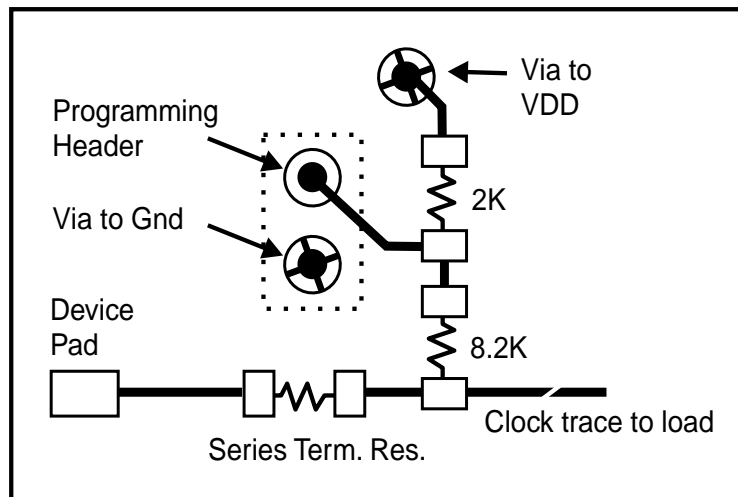 Via to
VDD
Programming
Header
2K
Via to Gnd
Device
Pad
8.2K
Clock trace to load
Series Term. Res.